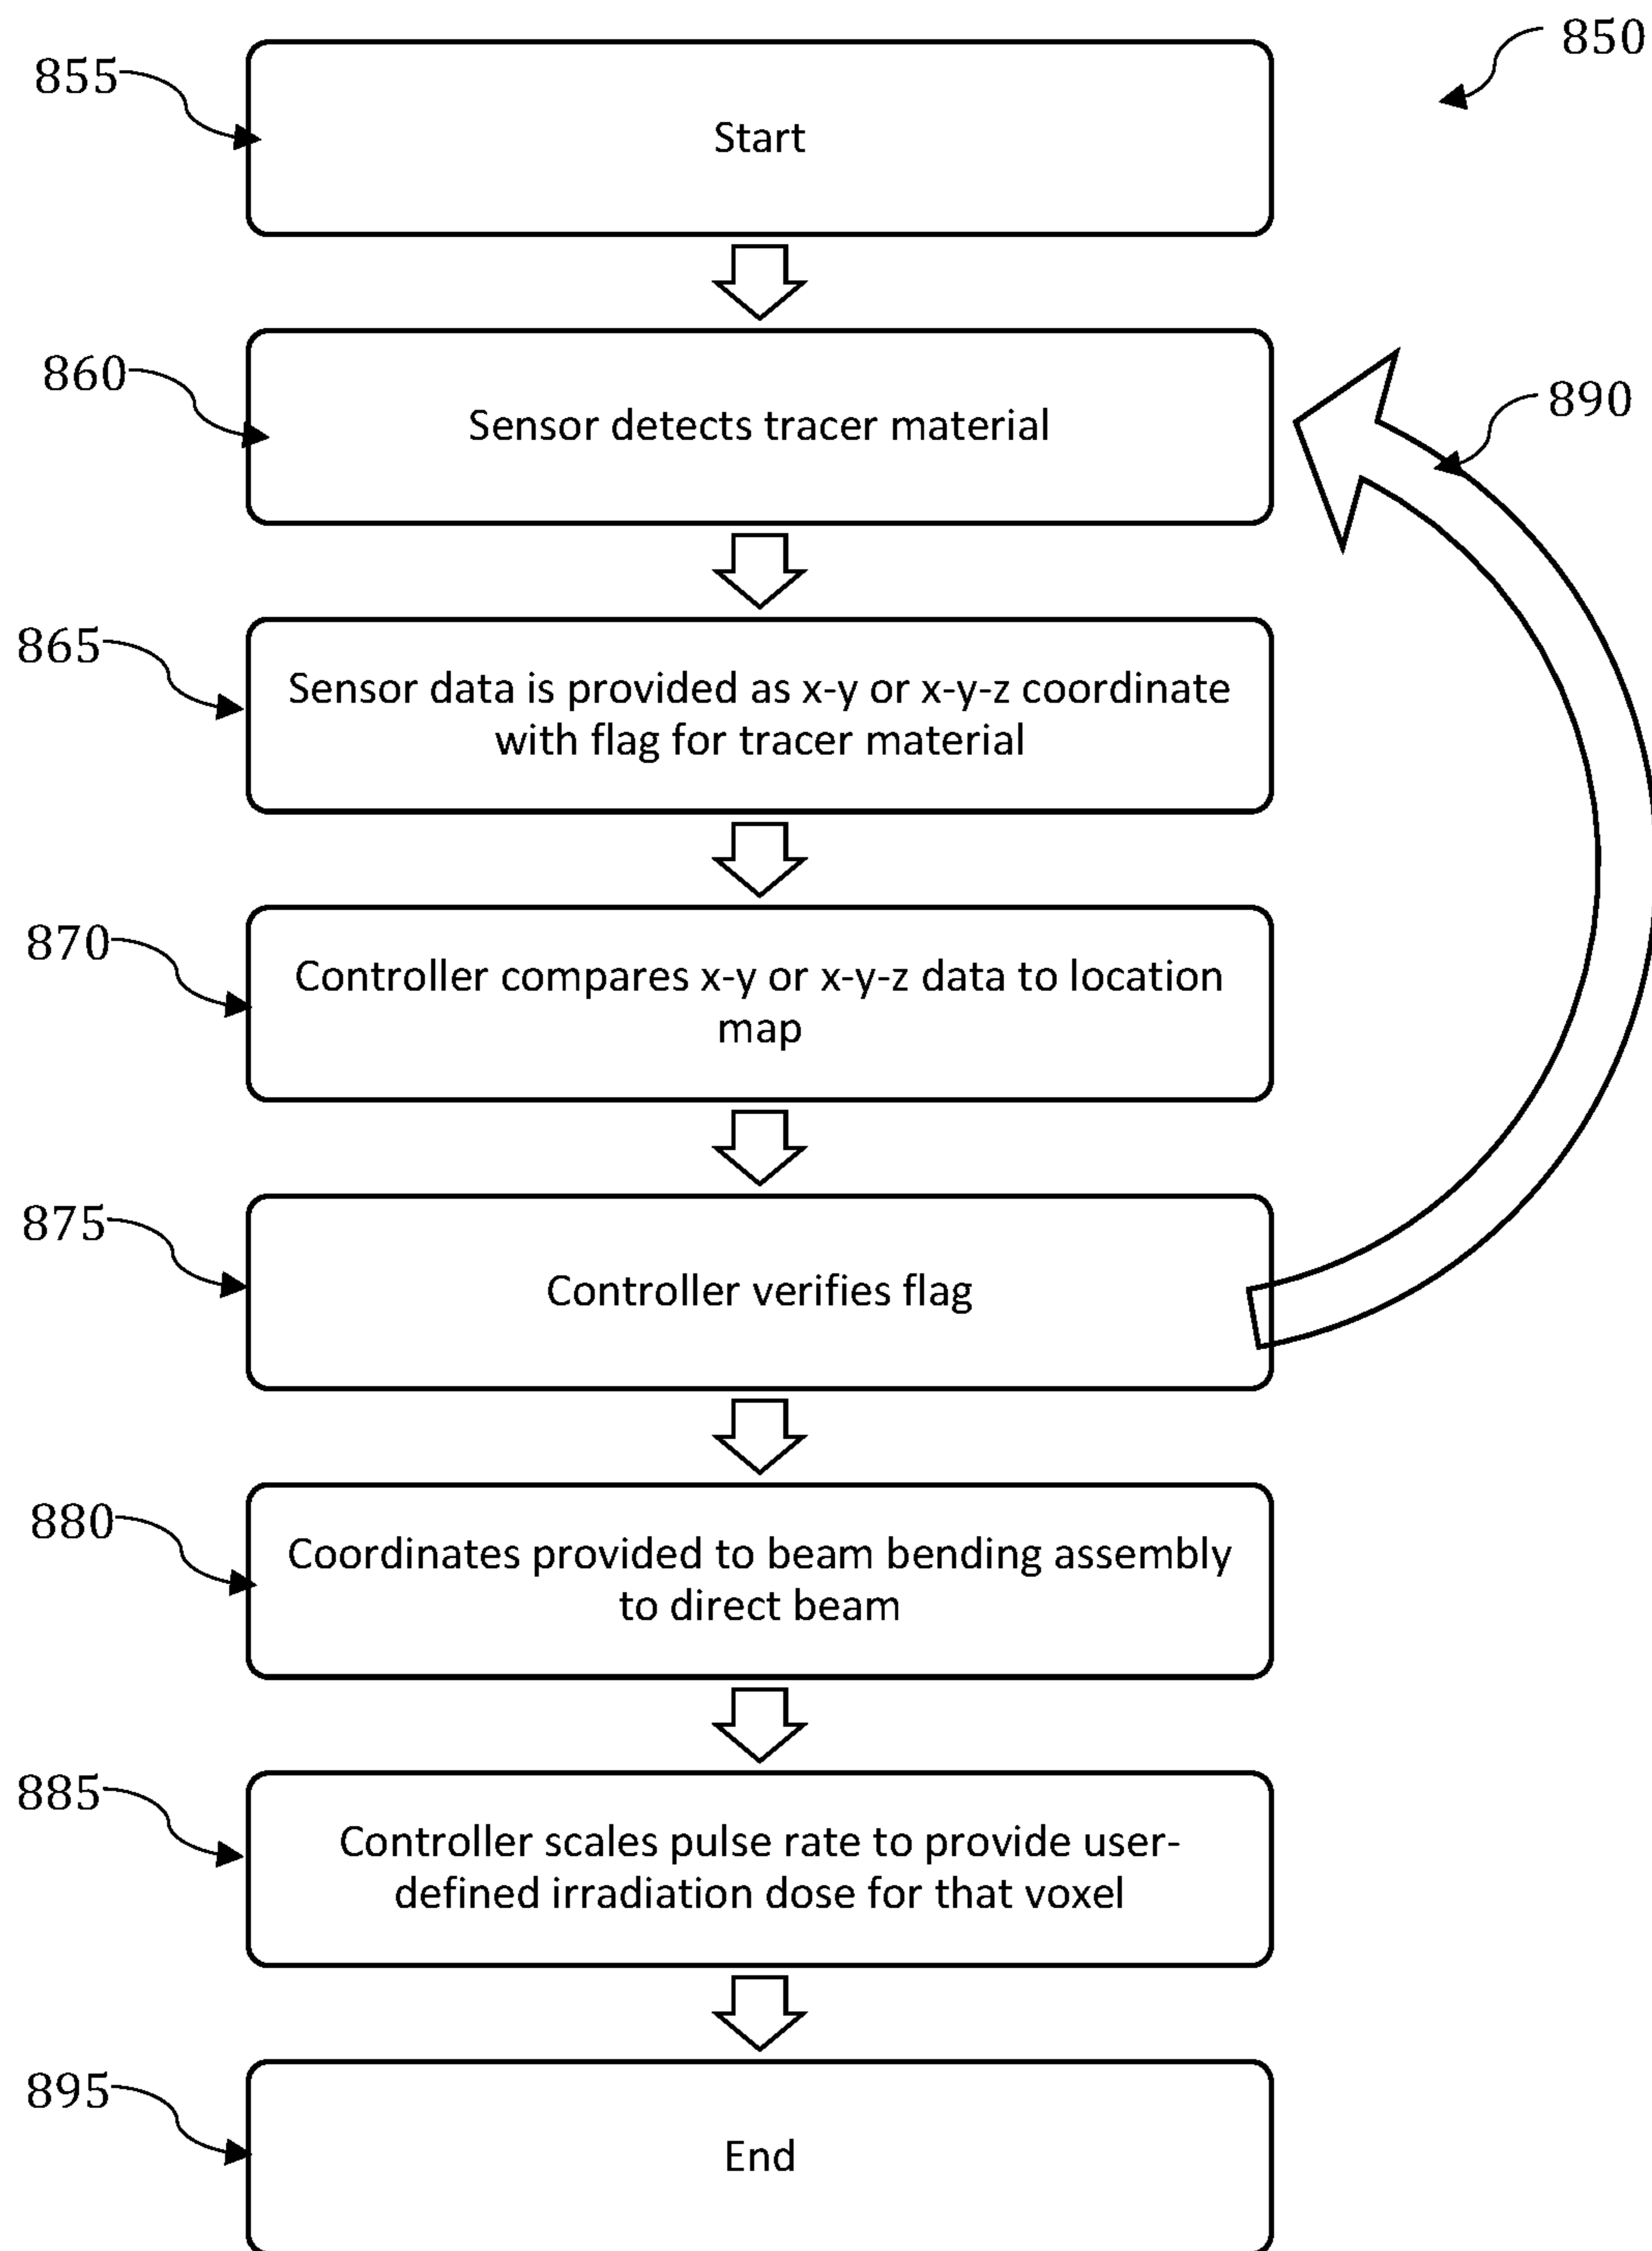 850
855
Start
860
Sensor detects tracer material
890
865
Sensor data is provided as x-y or x-y-z coordinate
with flag for tracer material
870
Controller compares x-y or x-y-z data to location
map
875
Controller verifies flag
880
Coordinates provided to beam bending assembly
to direct beam
885
Controller scales pulse rate to provide user-
defined irradiation dose for that voxel
895
End